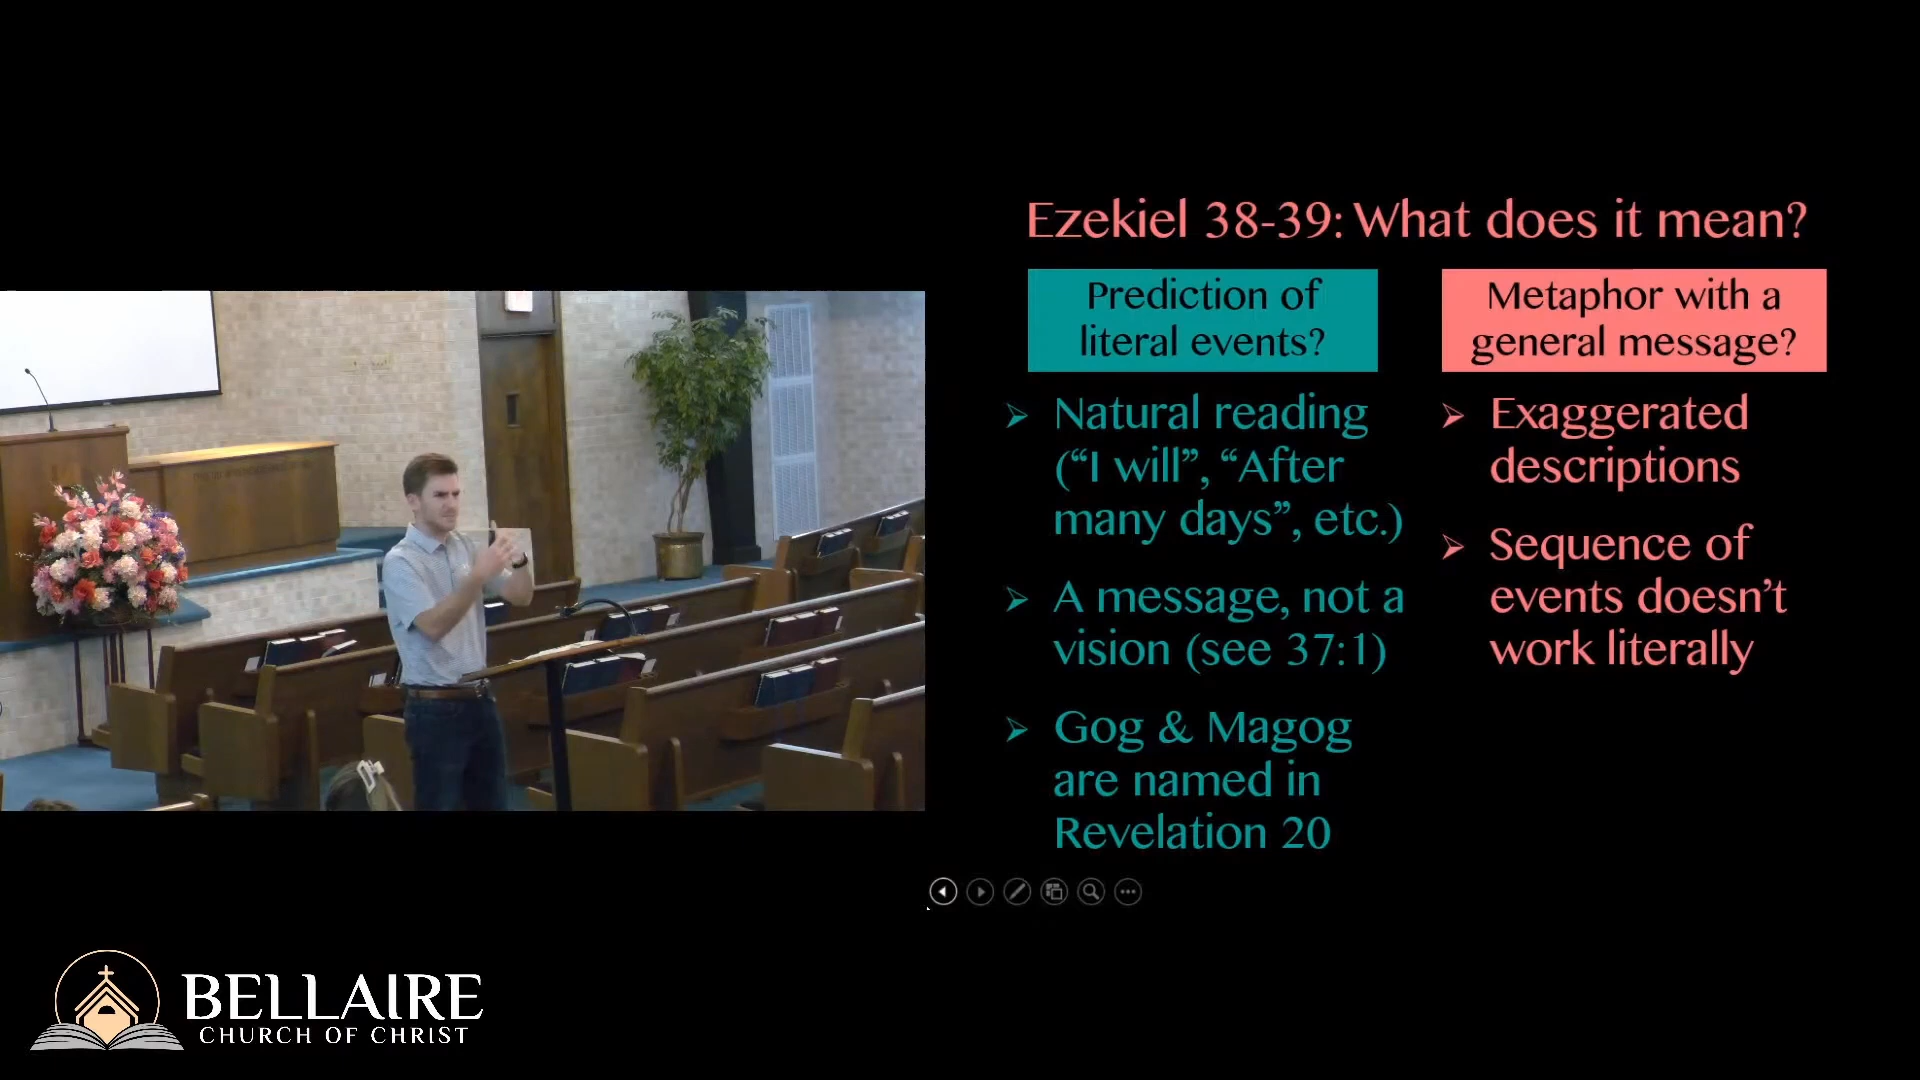 Ezekiel 38-39: What does it mean?
Prediction of
literal events?
Natural reading
(“I will”, “After
many days”, etc.)
A message, not a
vision (see 37:1)
Gog & Magog
are named in
Revelation 20
Metaphor with a
general message?
Exaggerated
descriptions
Sequence of
events doesn’t
work literally
BELLAIRE
CHURCH OF CHRIST